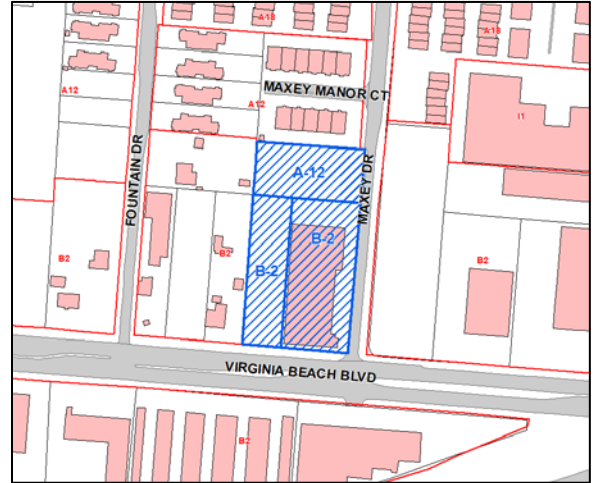 A18
A18
MAXEY MANOR CT
A12
A12
I1
FOUNTAIN DR
MAXEY DR
A-12
B-2
B2
B2
B-2
B2
VIRGINIA BEACH BLVD
B2